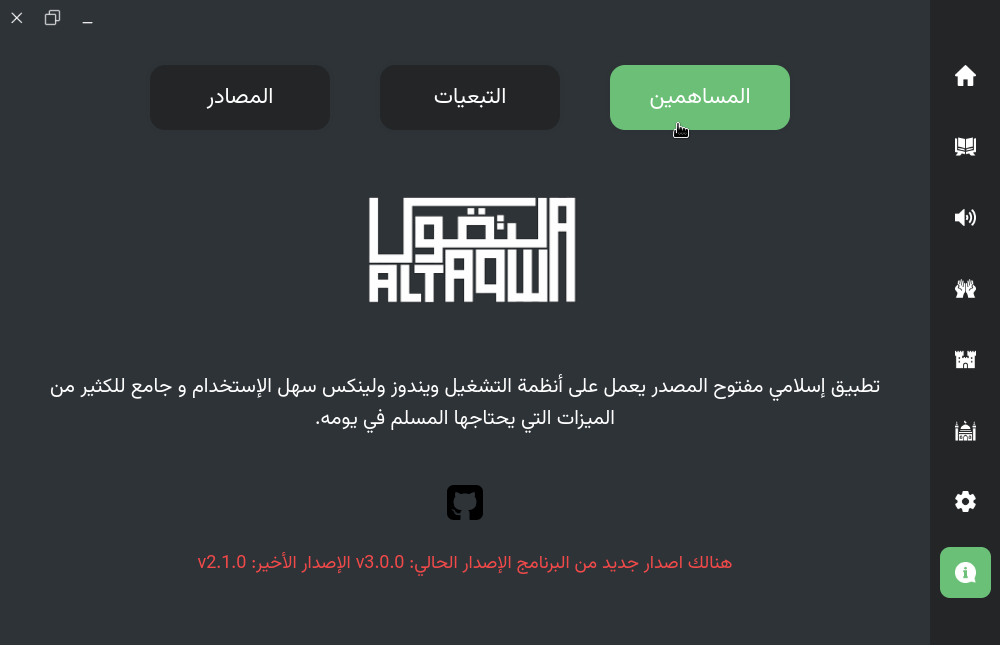 المساهمين
التبعيات
المصادر
التقوى
ALTAQWA
تطبيق إسلامي مفتوح المصدر يعمل على أنظمة التشغيل ويندوز ولينكس سهل الإستخدام و جامع للكثير من
الميزات التي يحتاجها المسلم في يومه.
هنالك اصدار جديد من البرنامج الإصدار الحالي: v3.0.0 الإصدار الأخير: v2.1.0